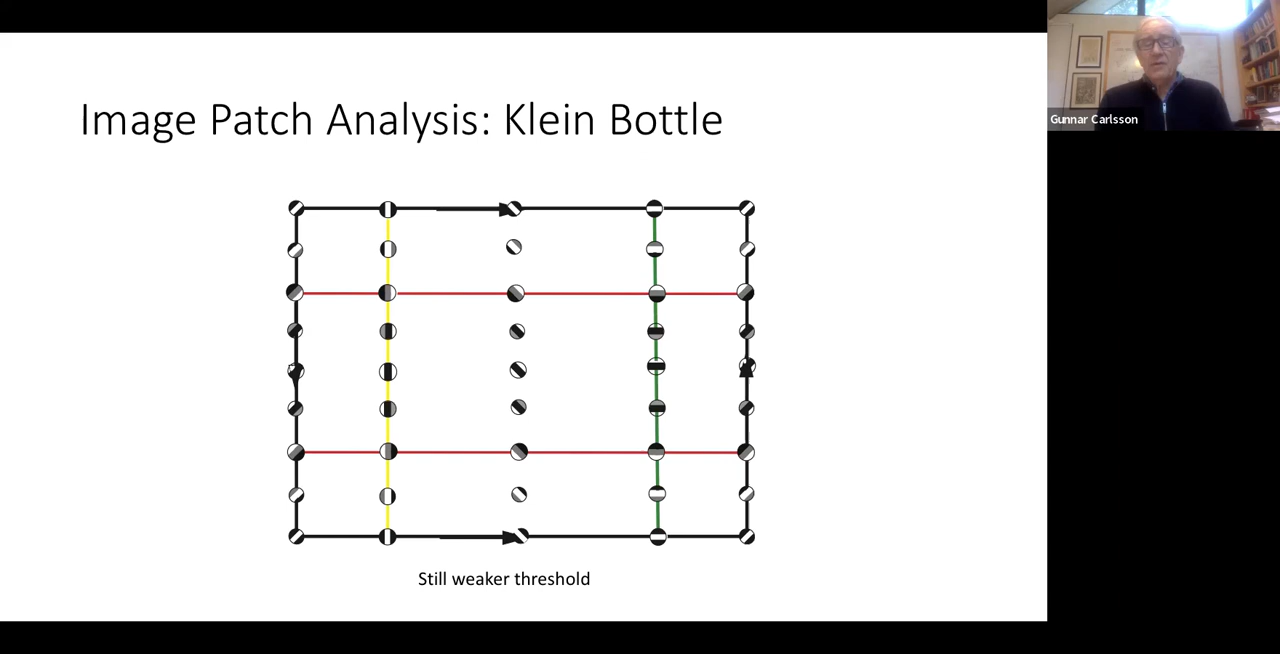 Image Patch Analysis: Klein Bottle
Gunnar Carlsson
Still weaker threshold